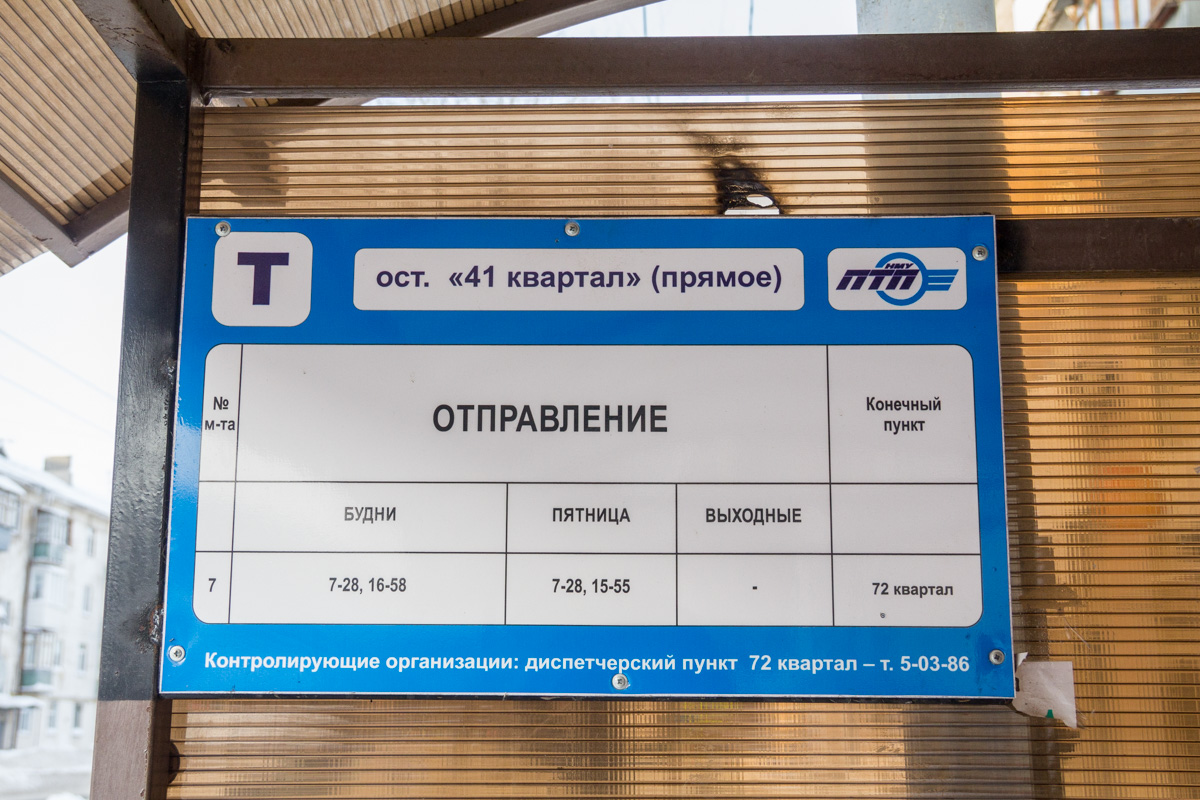 Т
ост. «41 квартал» (прямое)
НМУ
ПТП
№
м-та
ОТПРАВЛЕНИЕ
Конечный
пункт
БУДНИ
ПЯТНИЦА
ВЫХОДНЫЕ
7
7-28, 16-58
7-28, 15-55
-
72 квартал
Контролирующие организации: диспетчерский пункт 72 квартал – т. 5-03-86